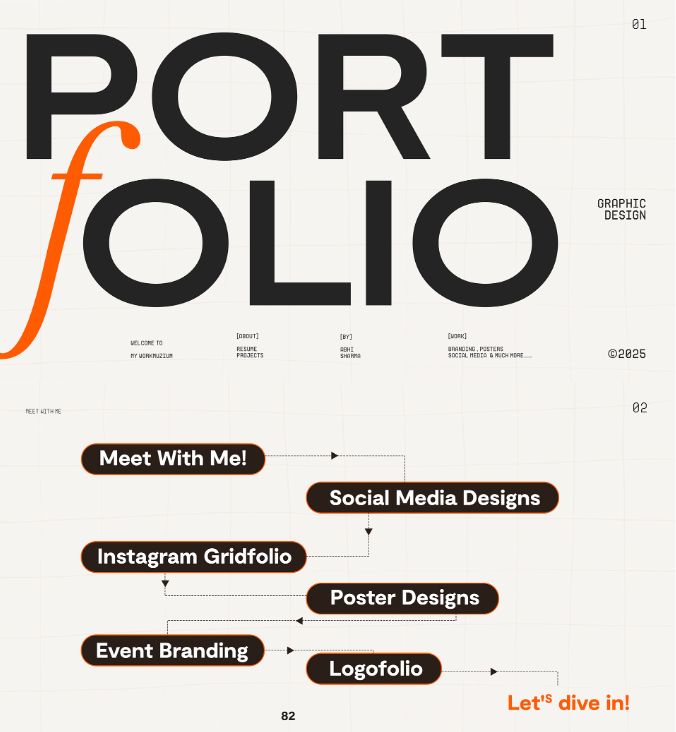 01
PORT
fOLIO
GRAPHIC
DESIGN
WELCOME TO
MY WORKMUZIUM
[ABOUT]
RESUME
PROJECTS
[BY]
ABHI
SHARMA
[WORK]
BRANDING, POSTERS
SOCIAL MEDIA & MUCH MORE....
©2025
MEET WITH ME
02
Meet With Me!
Social Media Designs
Instagram Gridfolio
Poster Designs
Event Branding
Logofolio
Let'S dive in!
82